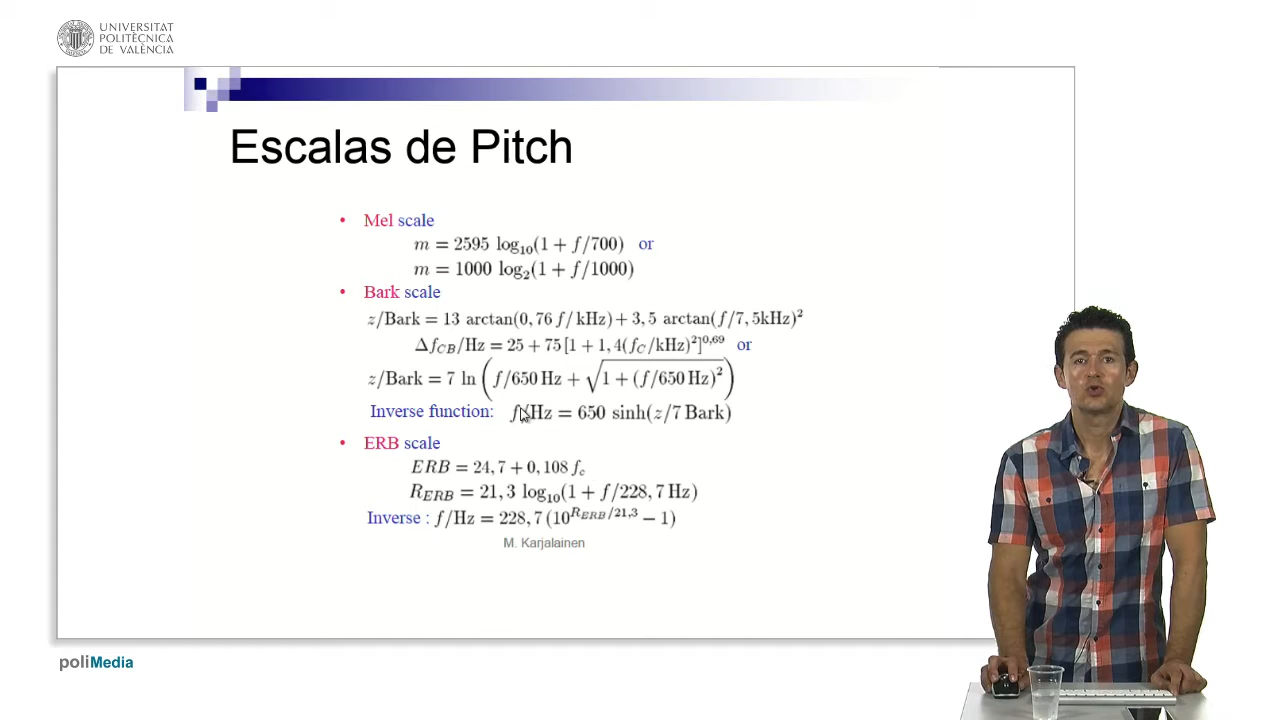 UNIVERSITAT
POLITÈCNICA
DE VALÈNCIA
Escalas de Pitch
• Mel scale
m = 2595 log₁₀(1 + f/700) or
m = 1000 log₂(1 + f/1000)
• Bark scale
z/Bark = 13 arctan(0,76 f/kHz) + 3,5 arctan(f/7,5kHz)²
Δf_CB/Hz = 25 + 75 [1 + 1,4(f_C/kHz)²]^0,69 or
z/Bark = 7 ln (f/650 Hz + √(1 + (f/650 Hz)²))
Inverse function: f/Hz = 650 sinh(z/7 Bark)
• ERB scale
ERB = 24,7 + 0,108 f_c
R_ERB = 21,3 log₁₀(1 + f/228,7 Hz)
Inverse : f/Hz = 228,7 (10^(R_ERB/21,3) − 1)
M. Karjalainen
poliMedia